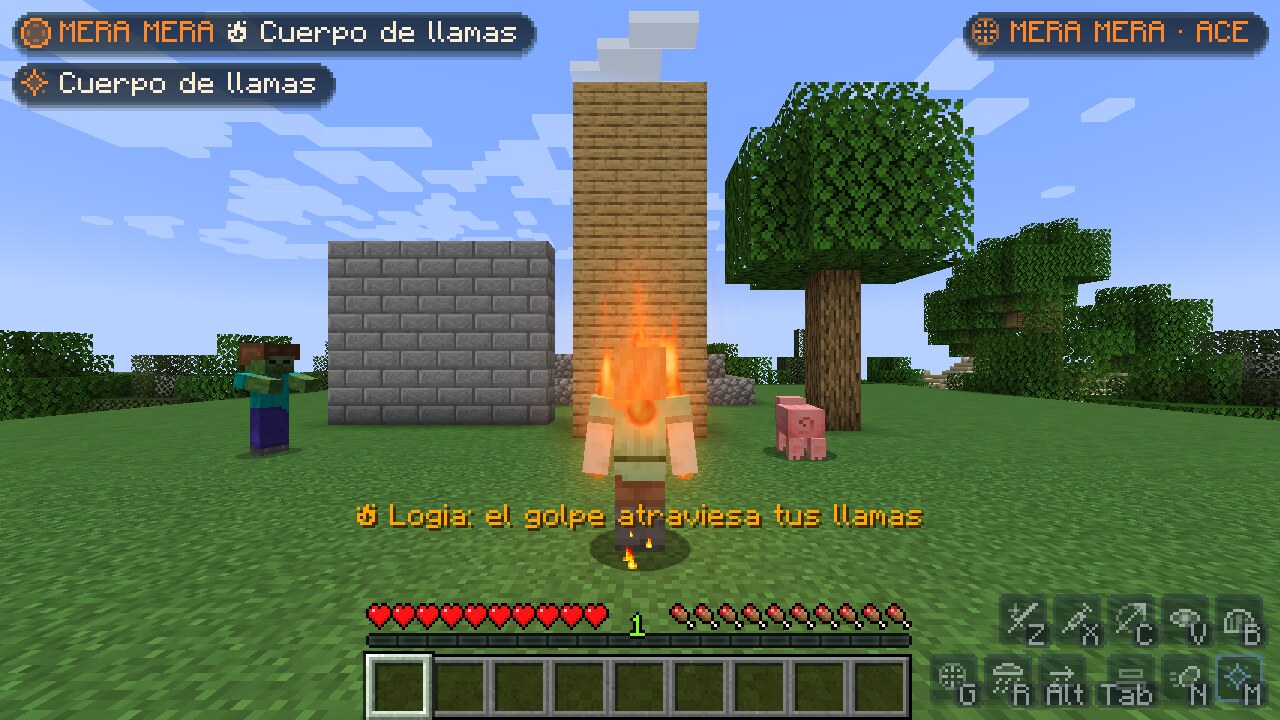 MERA MERA Cuerpo de llamas
MERA MERA · ACE
Cuerpo de llamas
Logia: el golpe atraviesa tus llamas
1
Z X C V B
G R Alt Tab N M